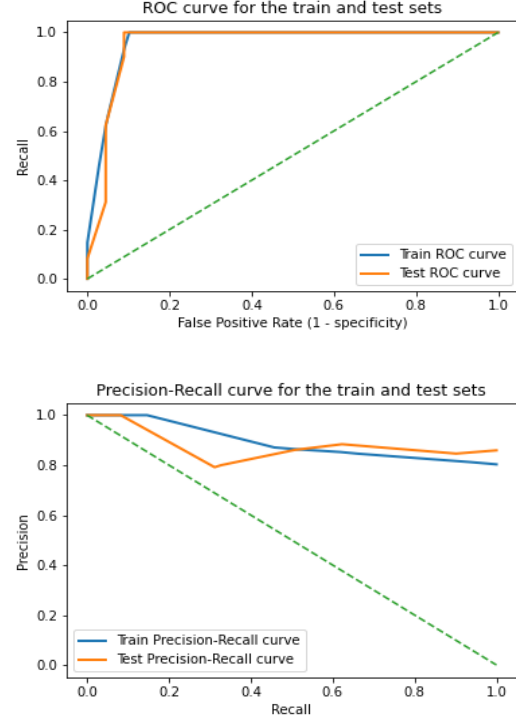 ROC curve for the train and test sets
1.0
0.8
0.6
0.4
0.2
0.0
Recall
Train ROC curve
Test ROC curve
0.0 0.2 0.4 0.6 0.8 1.0
False Positive Rate (1 - specificity)
Precision-Recall curve for the train and test sets
1.0
0.8
0.6
0.4
0.2
0.0
Precision
Train Precision-Recall curve
Test Precision-Recall curve
0.0 0.2 0.4 0.6 0.8 1.0
Recall